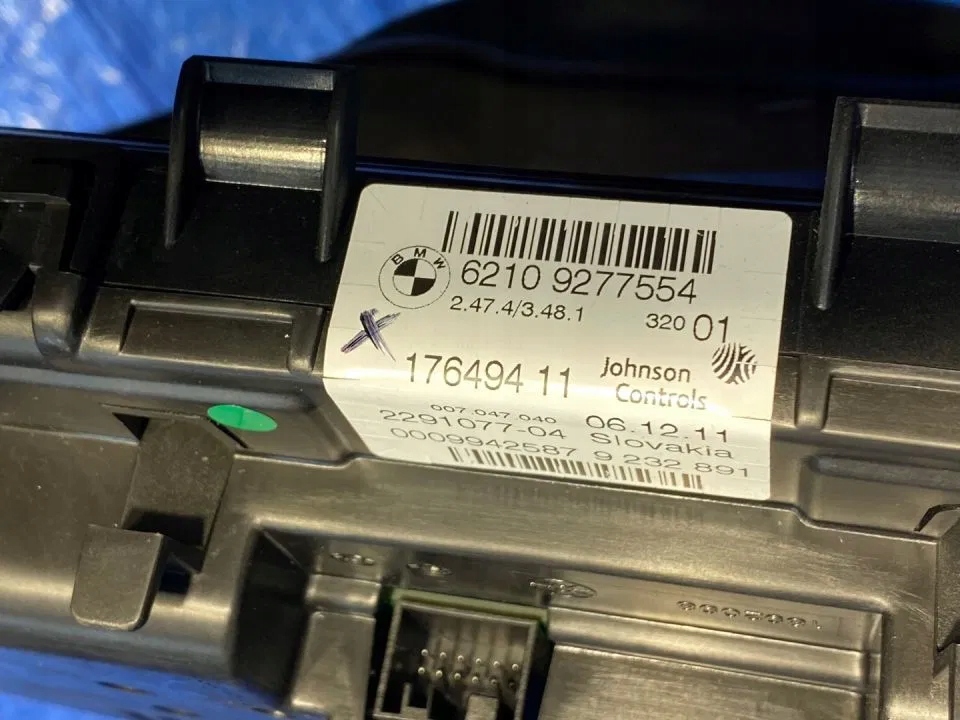 BMW
6210 9277554
2.47.4/3.48.1 320 01
176494 11 Johnson Controls
007.047.040 06.12.11
2291077-04 Slovakia
0009942587 9 232 891